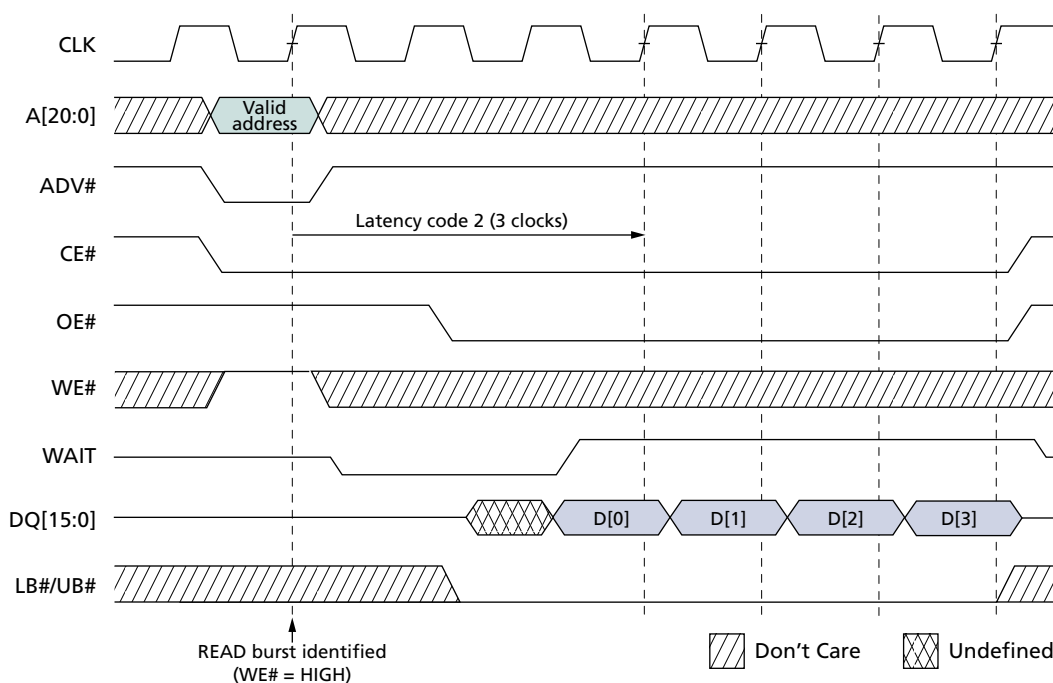 CLK
A[20:0]
Valid
address
ADV#
Latency code 2 (3 clocks)
CE#
OE#
WE#
WAIT
DQ[15:0]
D[0]
D[1]
D[2]
D[3]
LB#/UB#
READ burst identified
(WE# = HIGH)
Don't Care
Undefined